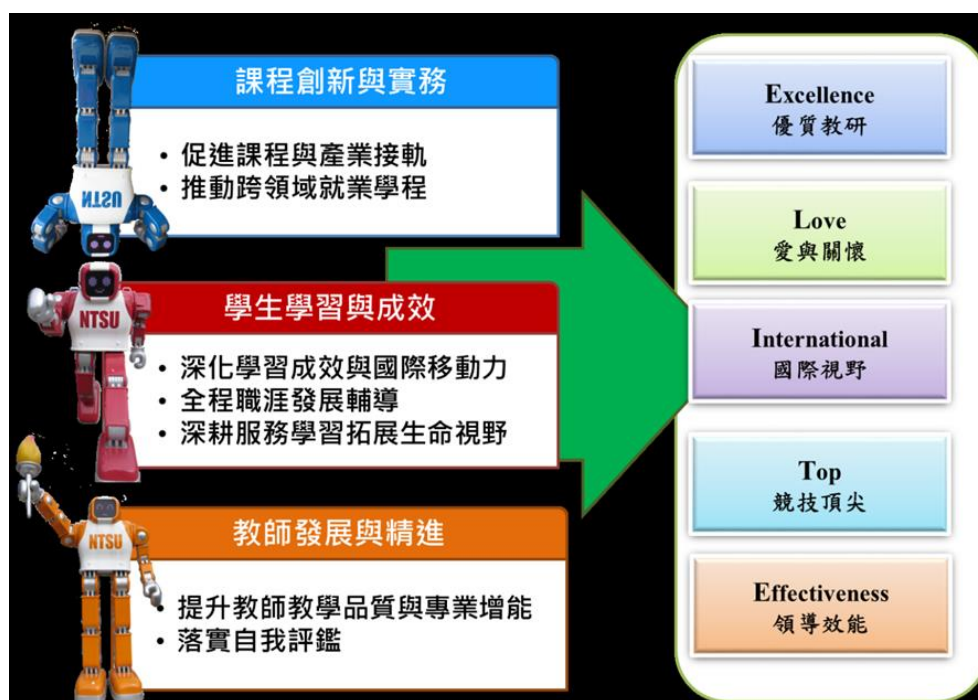 課程創新與實務
• 促進課程與產業接軌
• 推動跨領域就業學程
NTSU
學生學習與成效
NTSU
• 深化學習成效與國際移動力
• 全程職涯發展輔導
• 深耕服務學習拓展生命視野
教師發展與精進
NTSU
• 提升教師教學品質與專業增能
• 落實自我評鑑
Excellence
優質教研
Love
愛與關懷
International
國際視野
Top
競技頂尖
Effectiveness
領導效能